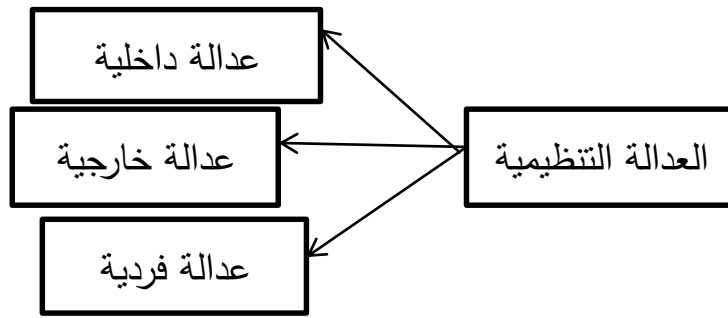 العدالة التنظيمية
عدالة داخلية
عدالة خارجية
عدالة فردية